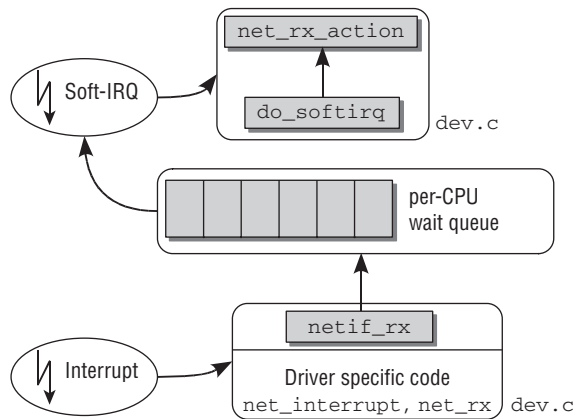 net_rx_action
Soft-IRQ
do_softirq
dev.c
per-CPU
wait queue
netif_rx
Interrupt
Driver specific code
net_interrupt, net_rx dev.c